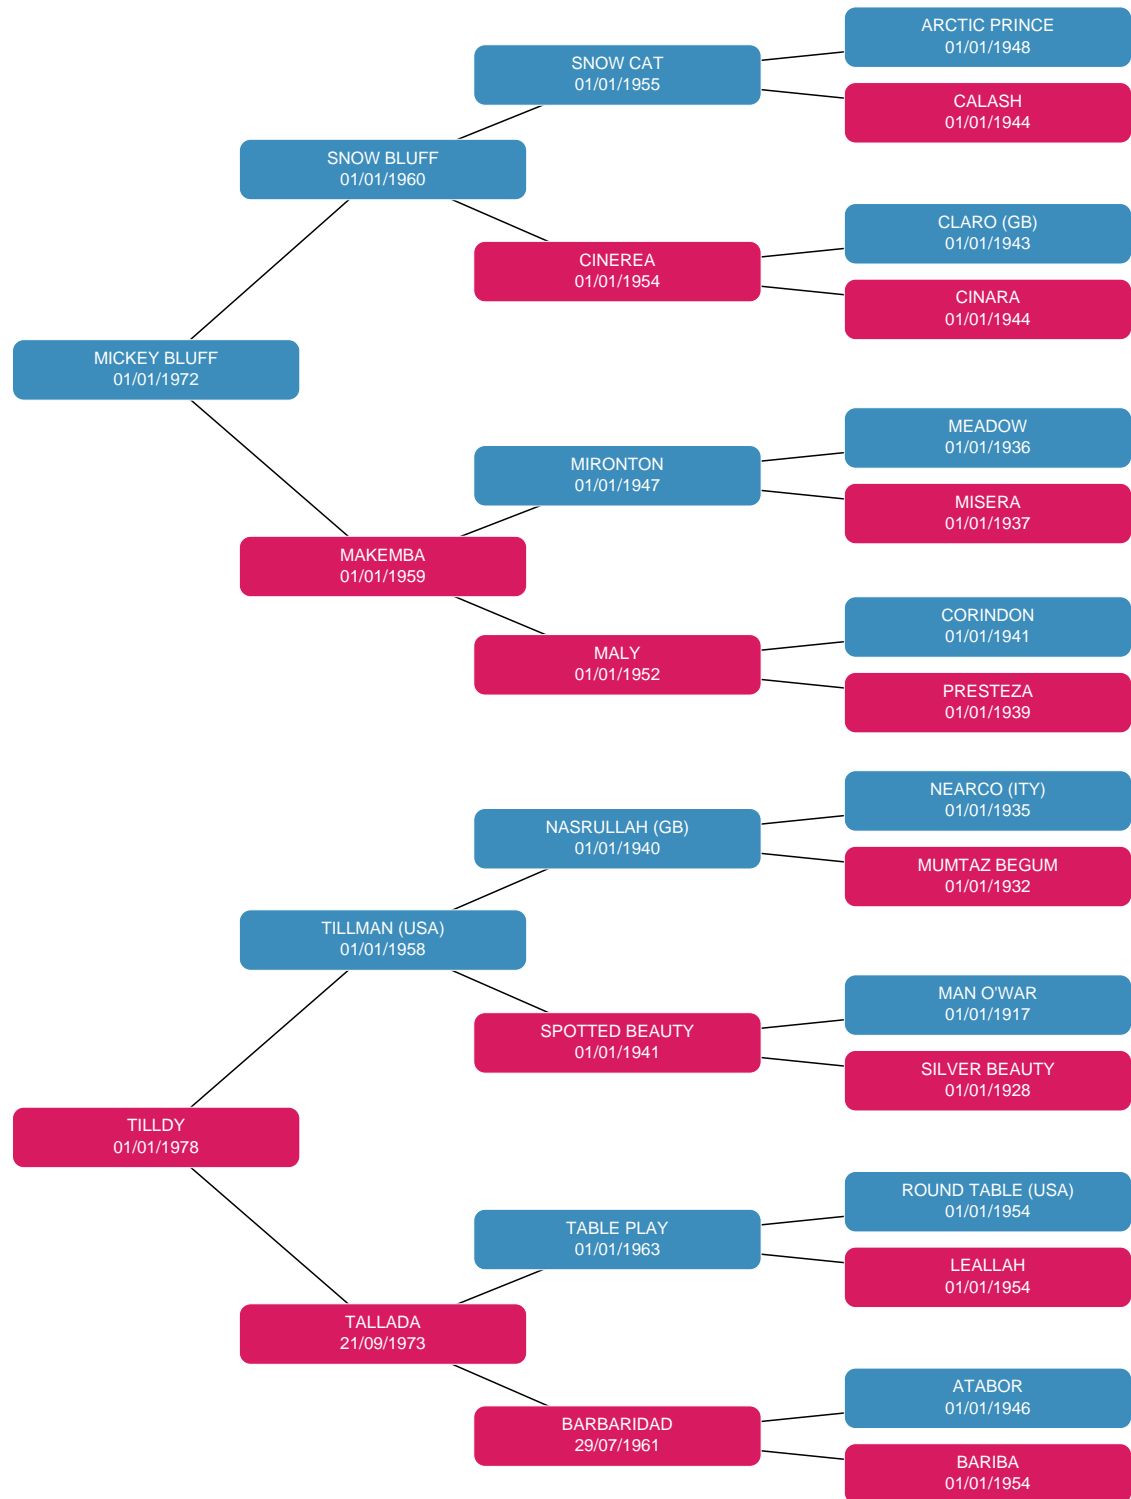 ARCTIC PRINCE
01/01/1948
SNOW CAT
01/01/1955
CALASH
01/01/1944
SNOW BLUFF
01/01/1960
CLARO (GB)
01/01/1943
CINEREA
01/01/1954
CINARA
01/01/1944
MICKEY BLUFF
01/01/1972
MEADOW
01/01/1936
MIRONTON
01/01/1947
MISERA
01/01/1937
MAKEMBA
01/01/1959
CORINDON
01/01/1941
MALY
01/01/1952
PRESTEZA
01/01/1939
NEARCO (ITY)
01/01/1935
NASRULLAH (GB)
01/01/1940
MUMTAZ BEGUM
01/01/1932
TILLMAN (USA)
01/01/1958
MAN O'WAR
01/01/1917
SPOTTED BEAUTY
01/01/1941
SILVER BEAUTY
01/01/1928
TILLDY
01/01/1978
ROUND TABLE (USA)
01/01/1954
TABLE PLAY
01/01/1963
LEALLAH
01/01/1954
TALLADA
21/09/1973
ATABOR
01/01/1946
BARBARIDAD
29/07/1961
BARIBA
01/01/1954